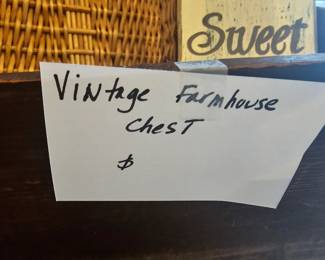 Sweet
Vintage Farmhouse
Chest
$